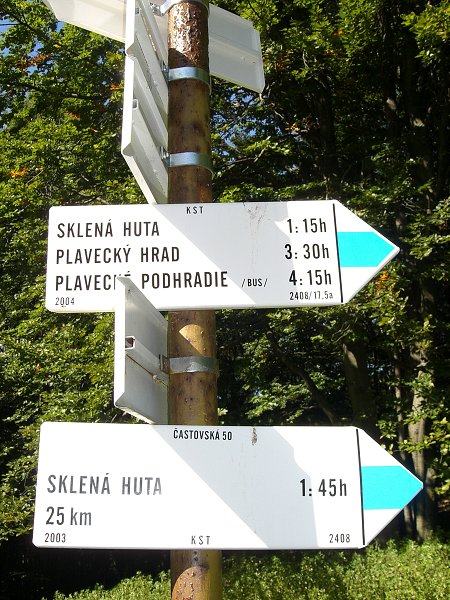 KST
SKLENÁ HUTA 1:15h
PLAVECKÝ HRAD 3:30h
PLAVECKÉ PODHRADIE /BUS/ 4:15h
2004 2408/17,5a
ČASTOVSKÁ 50
SKLENÁ HUTA 1:45h
25 km
2003 KST 2408